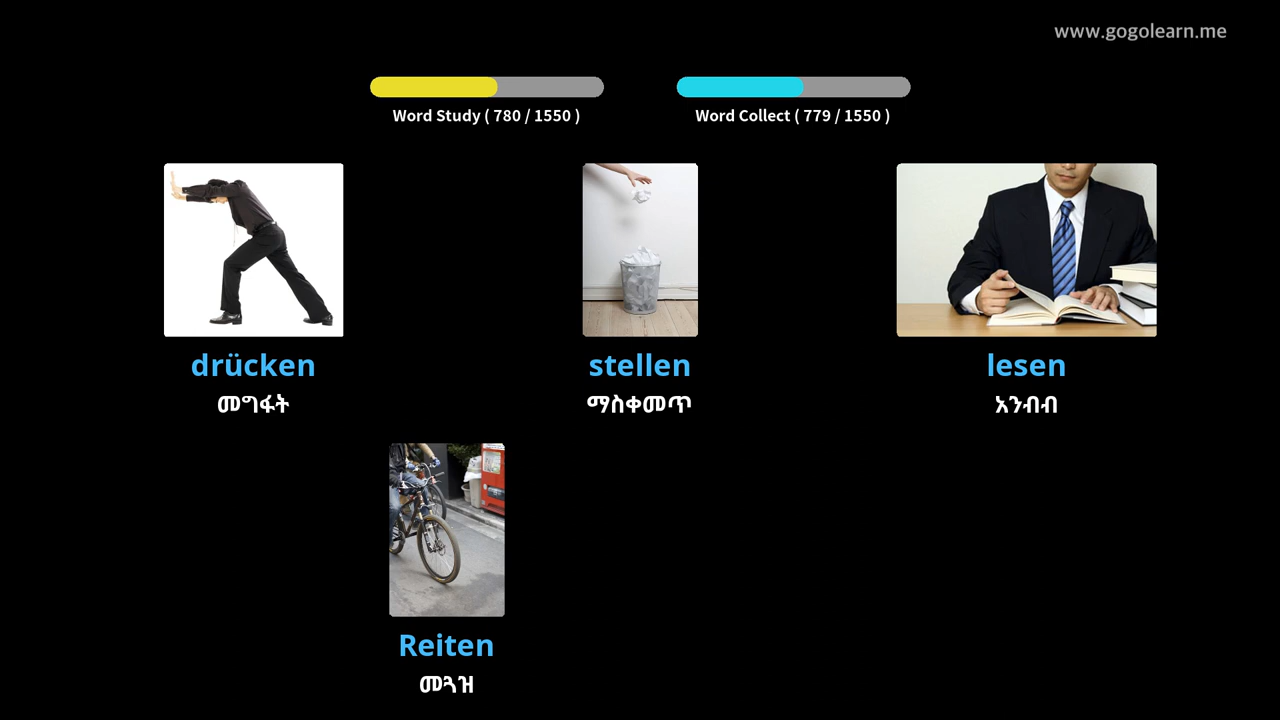 www.gogolearn.me
Word Study ( 780 / 1550 )
Word Collect ( 779 / 1550 )
drücken
መግፋት
stellen
ማስቀመጥ
lesen
አንብብ
Reiten
መጓዝ